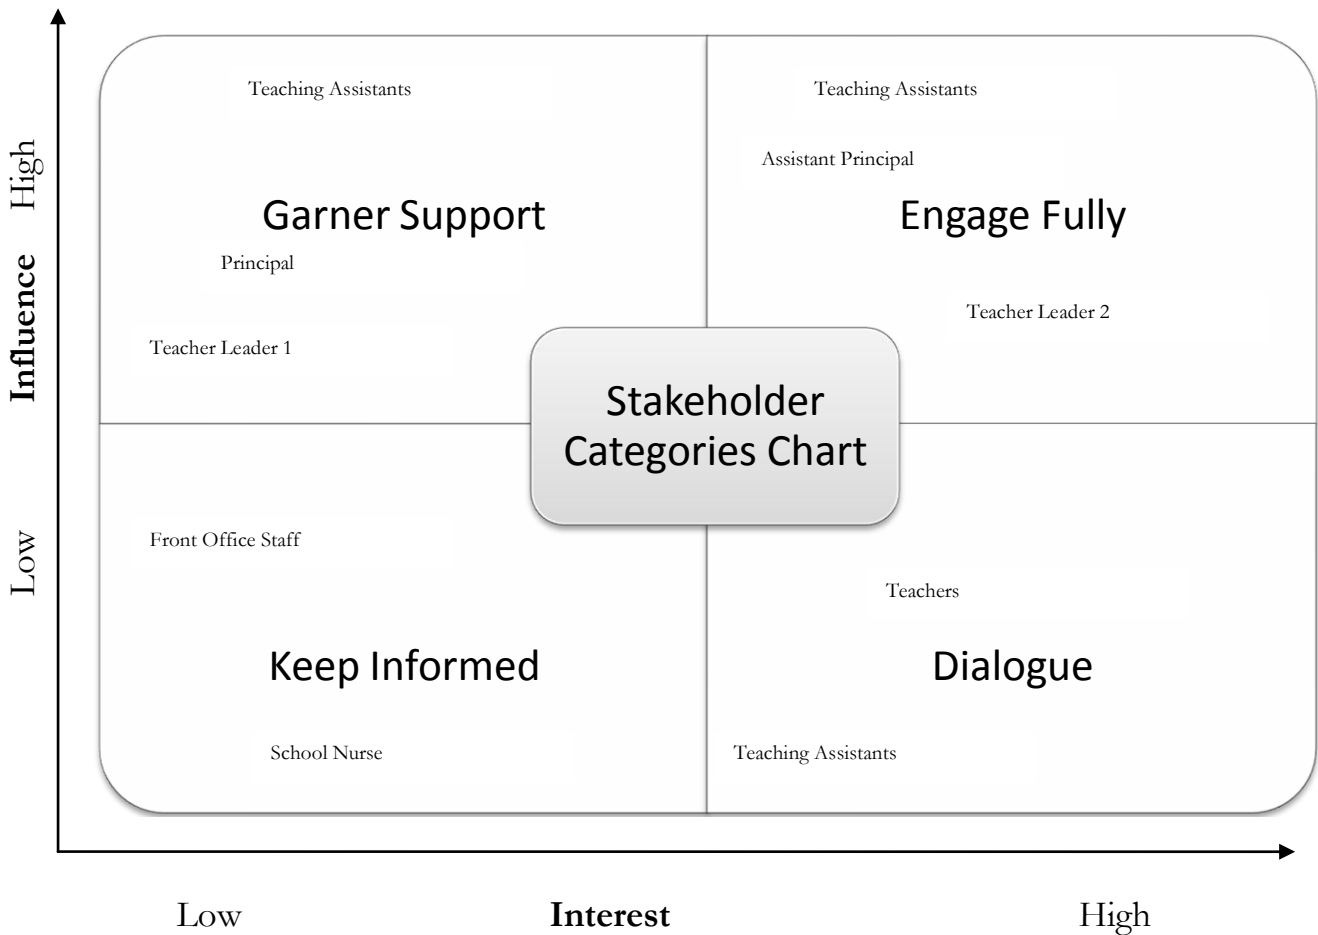 Teaching Assistants
Teaching Assistants
Assistant Principal
High
Garner Support
Engage Fully
Principal
Teacher Leader 2
Influence
Teacher Leader 1
Stakeholder
Categories Chart
Low
Front Office Staff
Teachers
Keep Informed
Dialogue
School Nurse
Teaching Assistants
Low
Interest
High